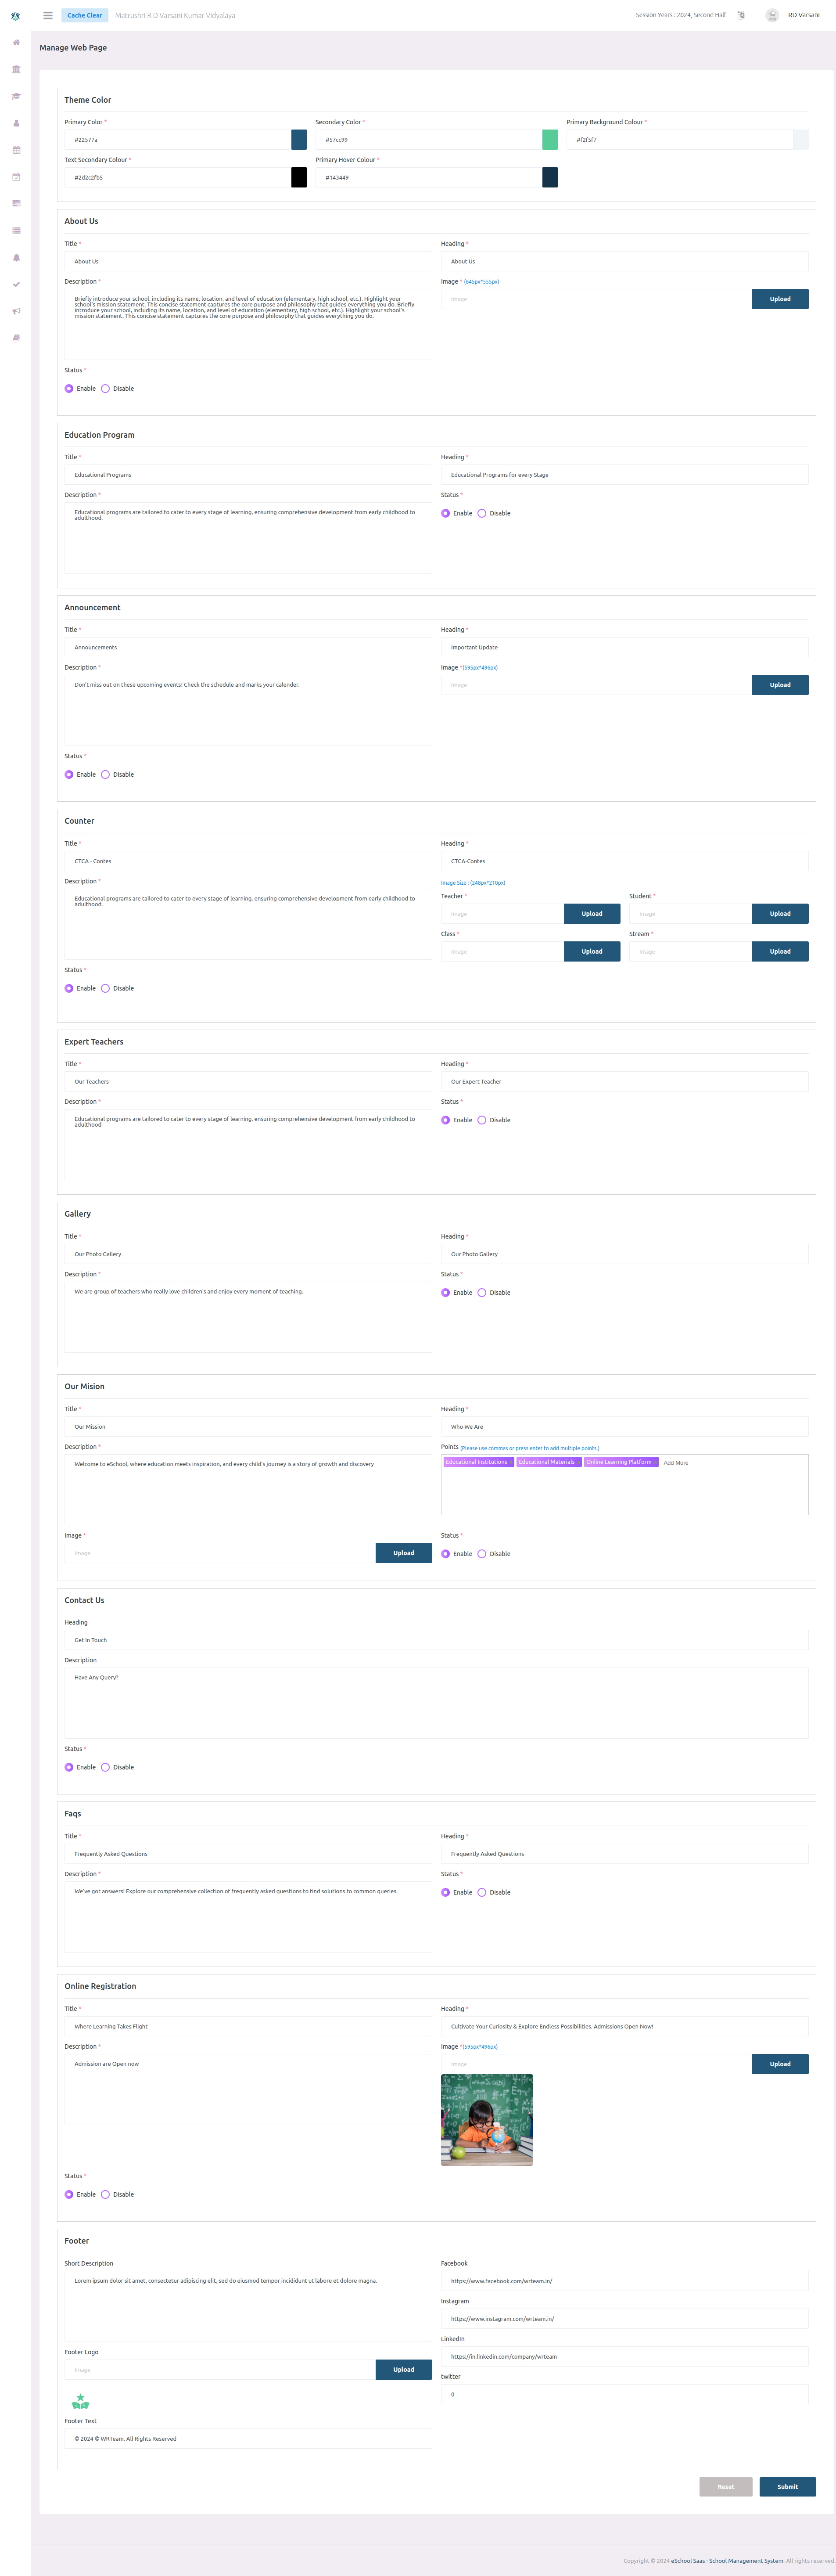 Cache Clear Matrushri R D Varsani Kumar Vidyalaya Session Years : 2024, Second Half RD Varsani
Manage Web Page
Theme Color
Primary Color * Secondary Color * Primary Background Colour *
#22577a #57cc99 #f2f5f7
Text Secondary Colour * Primary Hover Colour *
#2d2c2fb5 #143449
About Us
Title * Heading *
About Us About Us
Description * Image * (645px*555px)
Briefly introduce your school, including its name, location, and level of education (elementary, high school, etc.). Highlight your
school's mission statement. This concise statement captures the core purpose and philosophy that guides everything you do. Briefly
introduce your school, including its name, location, and level of education (elementary, high school, etc.). Highlight your school's
mission statement. This concise statement captures the core purpose and philosophy that guides everything you do.
Image Upload
Status *
Enable Disable
Education Program
Title * Heading *
Educational Programs Educational Programs for every Stage
Description * Status *
Educational programs are tailored to cater to every stage of learning, ensuring comprehensive development from early childhood to
adulthood.
Enable Disable
Announcement
Title * Heading *
Announcements Important Update
Description * Image *(595px*496px)
Don't miss out on these upcoming events! Check the schedule and marks your calender.
Image Upload
Status *
Enable Disable
Counter
Title * Heading *
CTCA - Contes CTCA-Contes
Description * Image Size : (248px*210px)
Educational programs are tailored to cater to every stage of learning, ensuring comprehensive development from early childhood to
adulthood.
Teacher * Student *
Image Upload Image Upload
Class * Stream *
Image Upload Image Upload
Status *
Enable Disable
Expert Teachers
Title * Heading *
Our Teachers Our Expert Teacher
Description * Status *
Educational programs are tailored to cater to every stage of learning, ensuring comprehensive development from early childhood to
adulthood
Enable Disable
Gallery
Title * Heading *
Our Photo Gallery Our Photo Gallery
Description * Status *
We are group of teachers who really love children's and enjoy every moment of teaching.
Enable Disable
Our Mision
Title * Heading *
Our Mission Who We Are
Description * Points (Please use commas or press enter to add multiple points.)
Welcome to eSchool, where education meets inspiration, and every child's journey is a story of growth and discovery
Educational Institutions Educational Materials Online Learning Platform Add More
Image * Status *
Image Upload Enable Disable
Contact Us
Heading
Get In Touch
Description
Have Any Query?
Status *
Enable Disable
Faqs
Title * Heading *
Frequently Asked Questions Frequently Asked Questions
Description * Status *
We've got answers! Explore our comprehensive collection of frequently asked questions to find solutions to common queries.
Enable Disable
Online Registration
Title * Heading *
Where Learning Takes Flight Cultivate Your Curiosity & Explore Endless Possibilities. Admissions Open Now!
Description * Image *(595px*496px)
Admission are Open now Image Upload
Status *
Enable Disable
Footer
Short Description Facebook
Lorem ipsum dolor sit amet, consectetur adipiscing elit, sed do eiusmod tempor incididunt ut labore et dolore magna. https://www.facebook.com/wrteam.in/
Instagram
https://www.instagram.com/wrteam.in/
LinkedIn
Footer Logo https://in.linkedin.com/company/wrteam
Image Upload
twitter
0
Footer Text
© 2024 © WRTeam. All Rights Reserved
Reset Submit
Copyright © 2024 eSchool Saas - School Management System. All rights reserved.